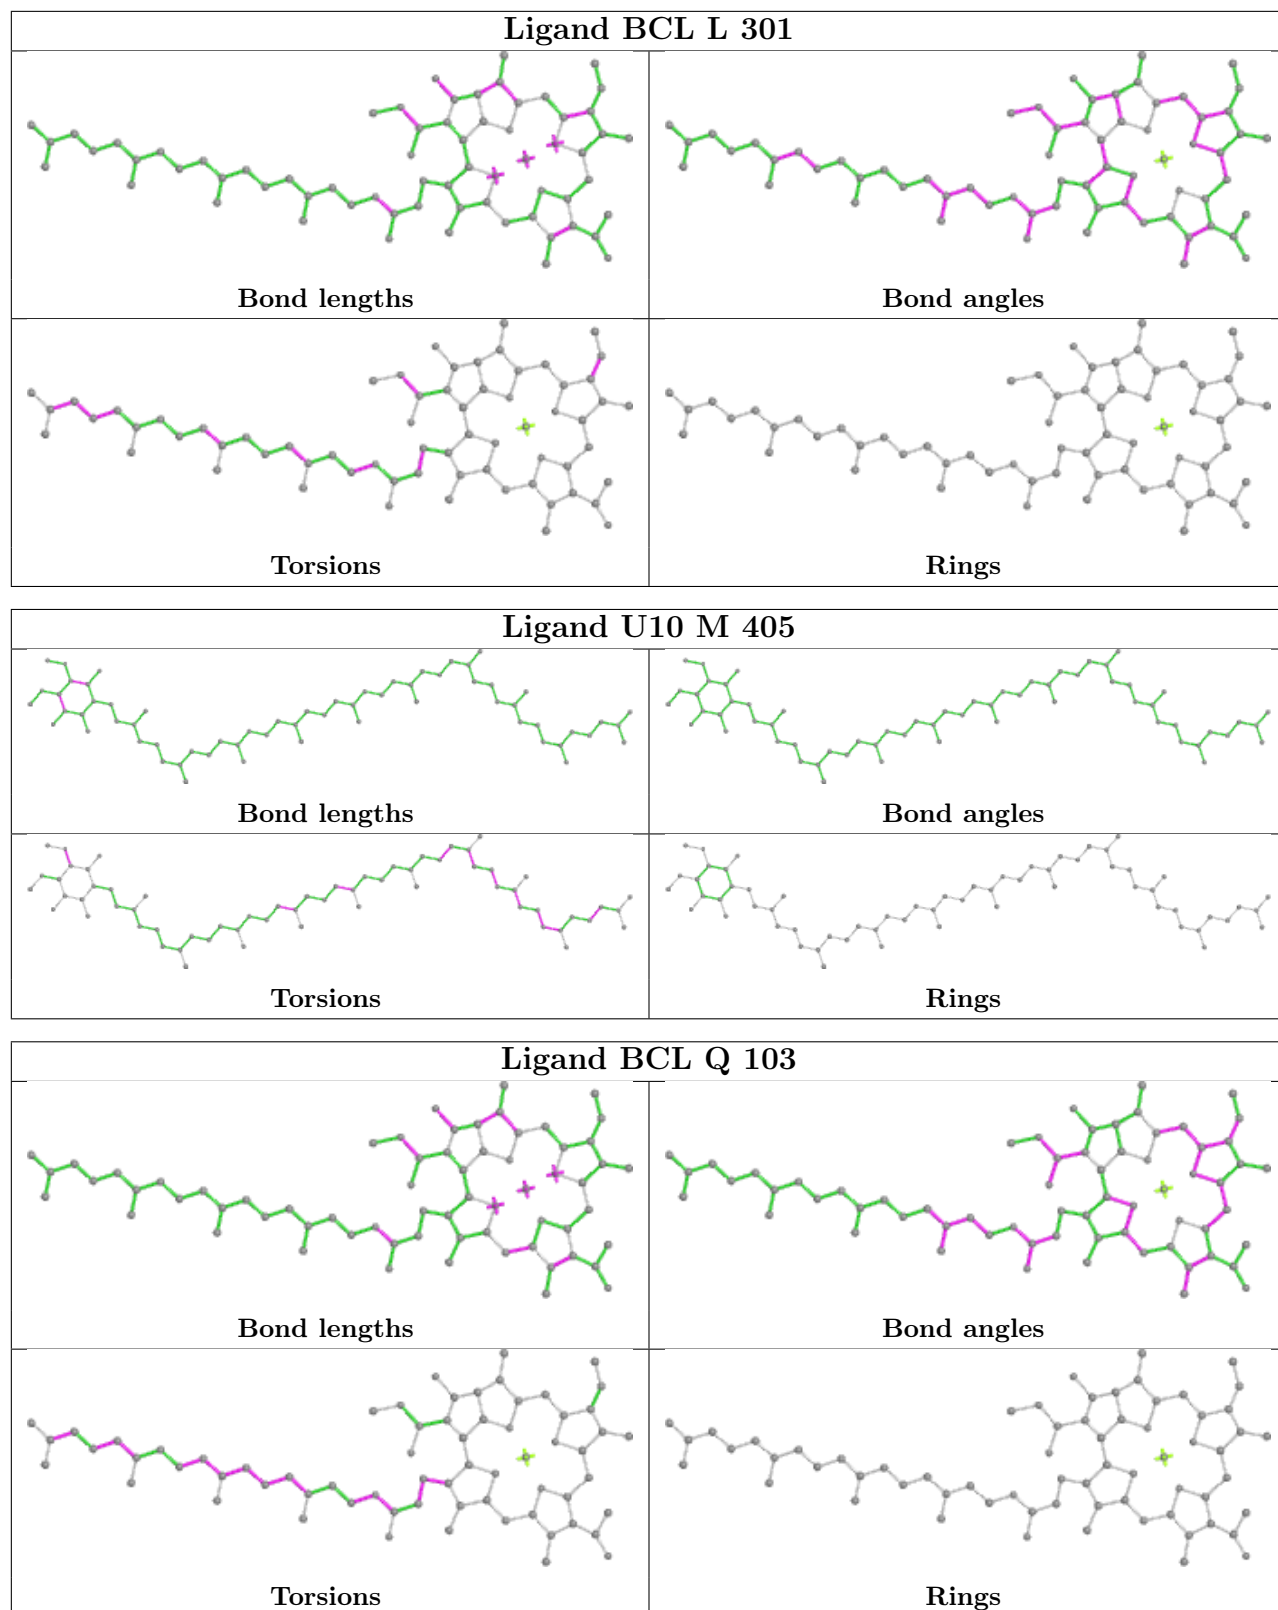 Ligand BCL L 301
Bond lengths
Bond angles
Torsions
Rings
Ligand U10 M 405
Bond lengths
Bond angles
Torsions
Rings
Ligand BCL Q 103
Bond lengths
Bond angles
Torsions
Rings